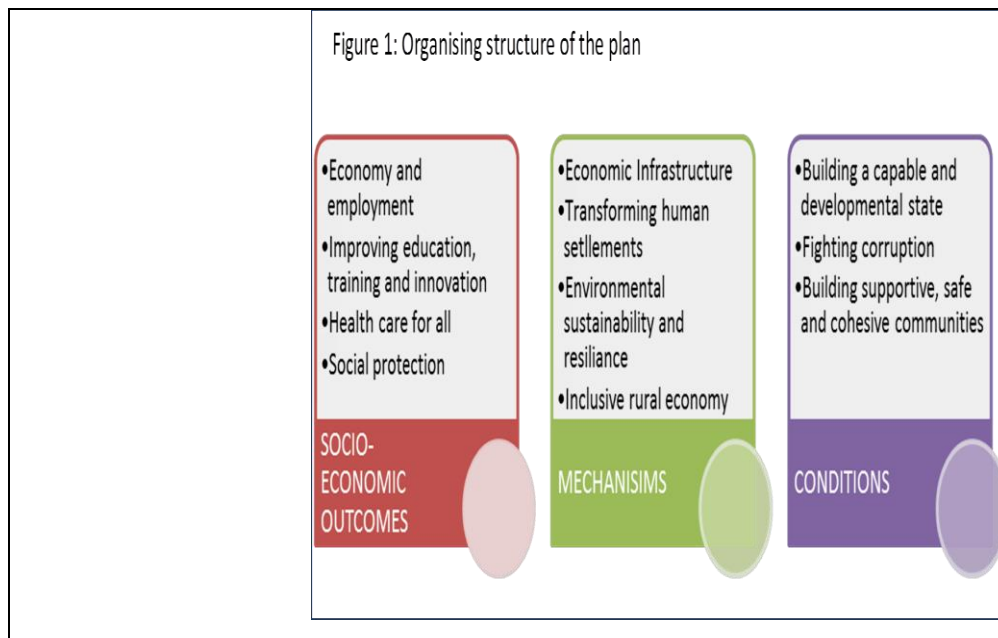 Figure 1: Organising structure of the plan
•Economy and
employment
•Improving education,
training and innovation
•Health care for all
•Social protection
SOCIO-
ECONOMIC
OUTCOMES
•Economic Infrastructure
•Transforming human
setllements
•Environmental
sustainability and
resiliance
•Inclusive rural economy
MECHANISIMS
•Building a capable and
developmental state
•Fighting corruption
•Building supportive, safe
and cohesive communities
CONDITIONS